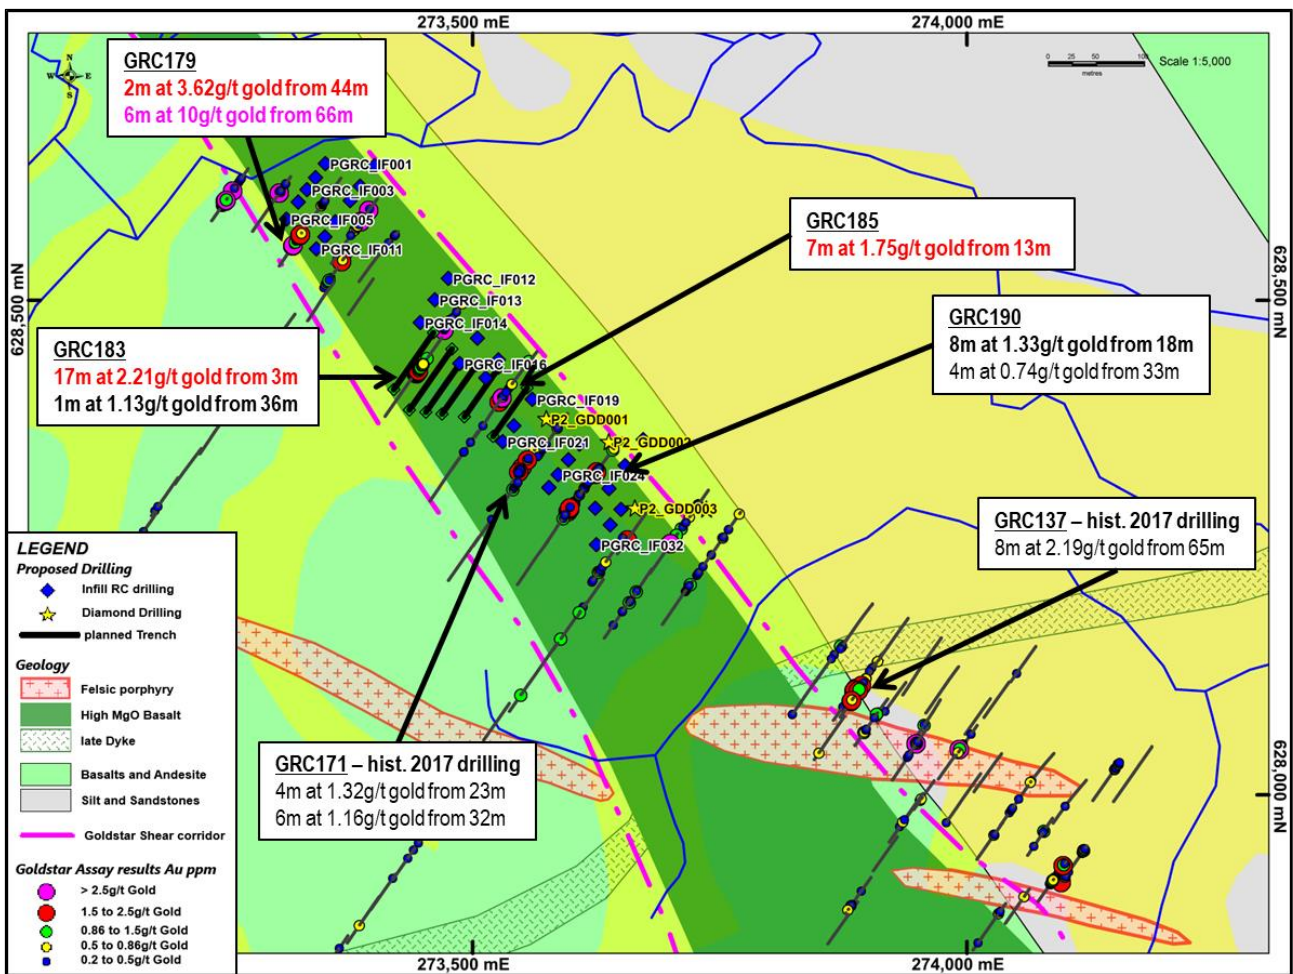 273,500 mE
274,000 mE
N
W
E
S
0 25 50 100
metres
Scale 1:5,000
GRC179
2m at 3.62g/t gold from 44m
6m at 10g/t gold from 66m
PGRC_IF001
PGRC_IF003
PGRC_IF005
PGRC_IF011
GRC185
7m at 1.75g/t gold from 13m
628,500 mN
628,500 mN
PGRC_IF012
PGRC_IF013
PGRC_IF014
GRC190
8m at 1.33g/t gold from 18m
4m at 0.74g/t gold from 33m
GRC183
17m at 2.21g/t gold from 3m
1m at 1.13g/t gold from 36m
PGRC_IF016
PGRC_IF019
P2_GDD001
PGRC_IF021
P2_GDD002
PGRC_IF024
P2_GDD003
PGRC_IF032
GRC137 – hist. 2017 drilling
8m at 2.19g/t gold from 65m
GRC171 – hist. 2017 drilling
4m at 1.32g/t gold from 23m
6m at 1.16g/t gold from 32m
628,000 mN
LEGEND
Proposed Drilling
Infill RC drilling
Diamond Drilling
planned Trench
Geology
Felsic porphyry
High MgO Basalt
late Dyke
Basalts and Andesite
Silt and Sandstones
Goldstar Shear corridor
Goldstar Assay results Au ppm
> 2.5g/t Gold
1.5 to 2.5g/t Gold
0.86 to 1.5g/t Gold
0.5 to 0.86g/t Gold
0.2 to 0.5g/t Gold
273,500 mE
274,000 mE